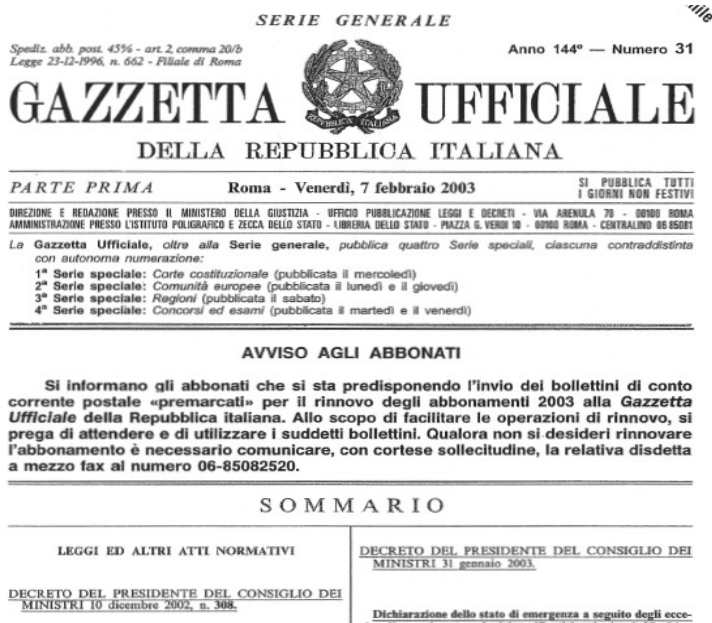 SERIE GENERALE
Spediz. abb. post. 45% - art. 2, comma 20/b
Legge 23-12-1996, n. 662 - Filiale di Roma
Anno 144° — Numero 31
GAZZETTA UFFICIALE
DELLA REPUBBLICA ITALIANA
PARTE PRIMA
Roma - Venerdì, 7 febbraio 2003
SI PUBBLICA TUTTI
I GIORNI NON FESTIVI
DIREZIONE E REDAZIONE PRESSO IL MINISTERO DELLA GIUSTIZIA - UFFICIO PUBBLICAZIONE LEGGI E DECRETI - VIA ARENULA 70 - 00100 ROMA
AMMINISTRAZIONE PRESSO L'ISTITUTO POLIGRAFICO E ZECCA DELLO STATO - LIBRERIA DELLO STATO - PIAZZA G. VERDI 10 - 00100 ROMA - CENTRALINO 06 85081
La Gazzetta Ufficiale, oltre alla Serie generale, pubblica quattro Serie speciali, ciascuna contraddistinta
con autonoma numerazione:
1ª Serie speciale: Corte costituzionale (pubblicata il mercoledì)
2ª Serie speciale: Comunità europee (pubblicata il lunedì e il giovedì)
3ª Serie speciale: Regioni (pubblicata il sabato)
4ª Serie speciale: Concorsi ed esami (pubblicata il martedì e il venerdì)
AVVISO AGLI ABBONATI
Si informano gli abbonati che si sta predisponendo l'invio dei bollettini di conto
corrente postale «premarcati» per il rinnovo degli abbonamenti 2003 alla Gazzetta
Ufficiale della Repubblica italiana. Allo scopo di facilitare le operazioni di rinnovo, si
prega di attendere e di utilizzare i suddetti bollettini. Qualora non si desideri rinnovare
l'abbonamento è necessario comunicare, con cortese sollecitudine, la relativa disdetta
a mezzo fax al numero 06-85082520.
SOMMARIO
LEGGI ED ALTRI ATTI NORMATIVI
DECRETO DEL PRESIDENTE DEL CONSIGLIO DEI
MINISTRI 10 dicembre 2002, n. 308.
DECRETO DEL PRESIDENTE DEL CONSIGLIO DEI
MINISTRI 31 gennaio 2003.
Dichiarazione dello stato di emergenza a seguito degli ecce-